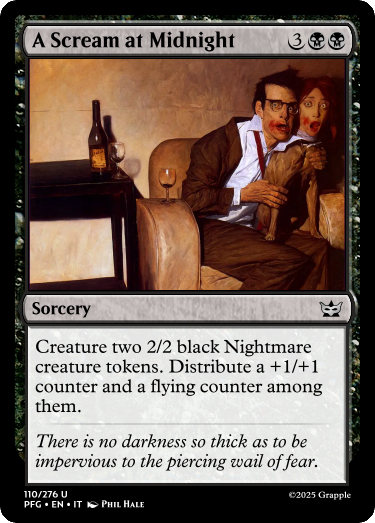 A Scream at Midnight 3
Sorcery
Creature two 2/2 black Nightmare
creature tokens. Distribute a +1/+1
counter and a flying counter among
them.
There is no darkness so thick as to be
impervious to the piercing wail of fear.
110/276 U
PFG • EN • IT Phil Hale
©2025 Grapple